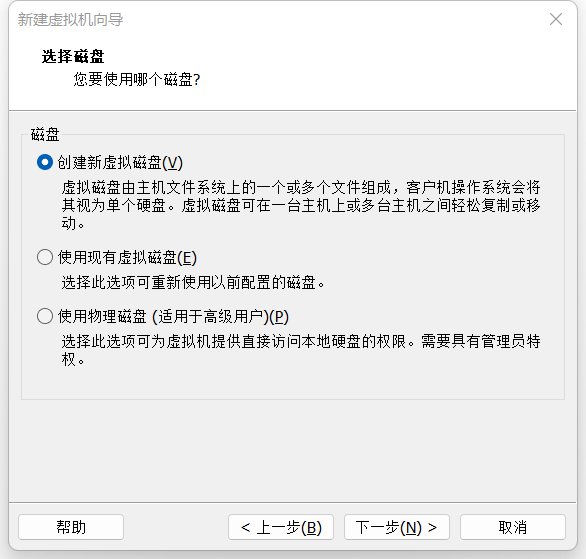 新建虚拟机向导
选择磁盘
您要使用哪个磁盘?
磁盘
创建新虚拟磁盘(V)
虚拟磁盘由主机文件系统上的一个或多个文件组成，客户机操作系统会将
其视为单个硬盘。虚拟磁盘可在一台主机上或多台主机之间轻松复制或移
动。
使用现有虚拟磁盘(E)
选择此选项可重新使用以前配置的磁盘。
使用物理磁盘 (适用于高级用户)(P)
选择此选项可为虚拟机提供直接访问本地硬盘的权限。需要具有管理员特
权。
帮助
< 上一步(B)
下一步(N) >
取消